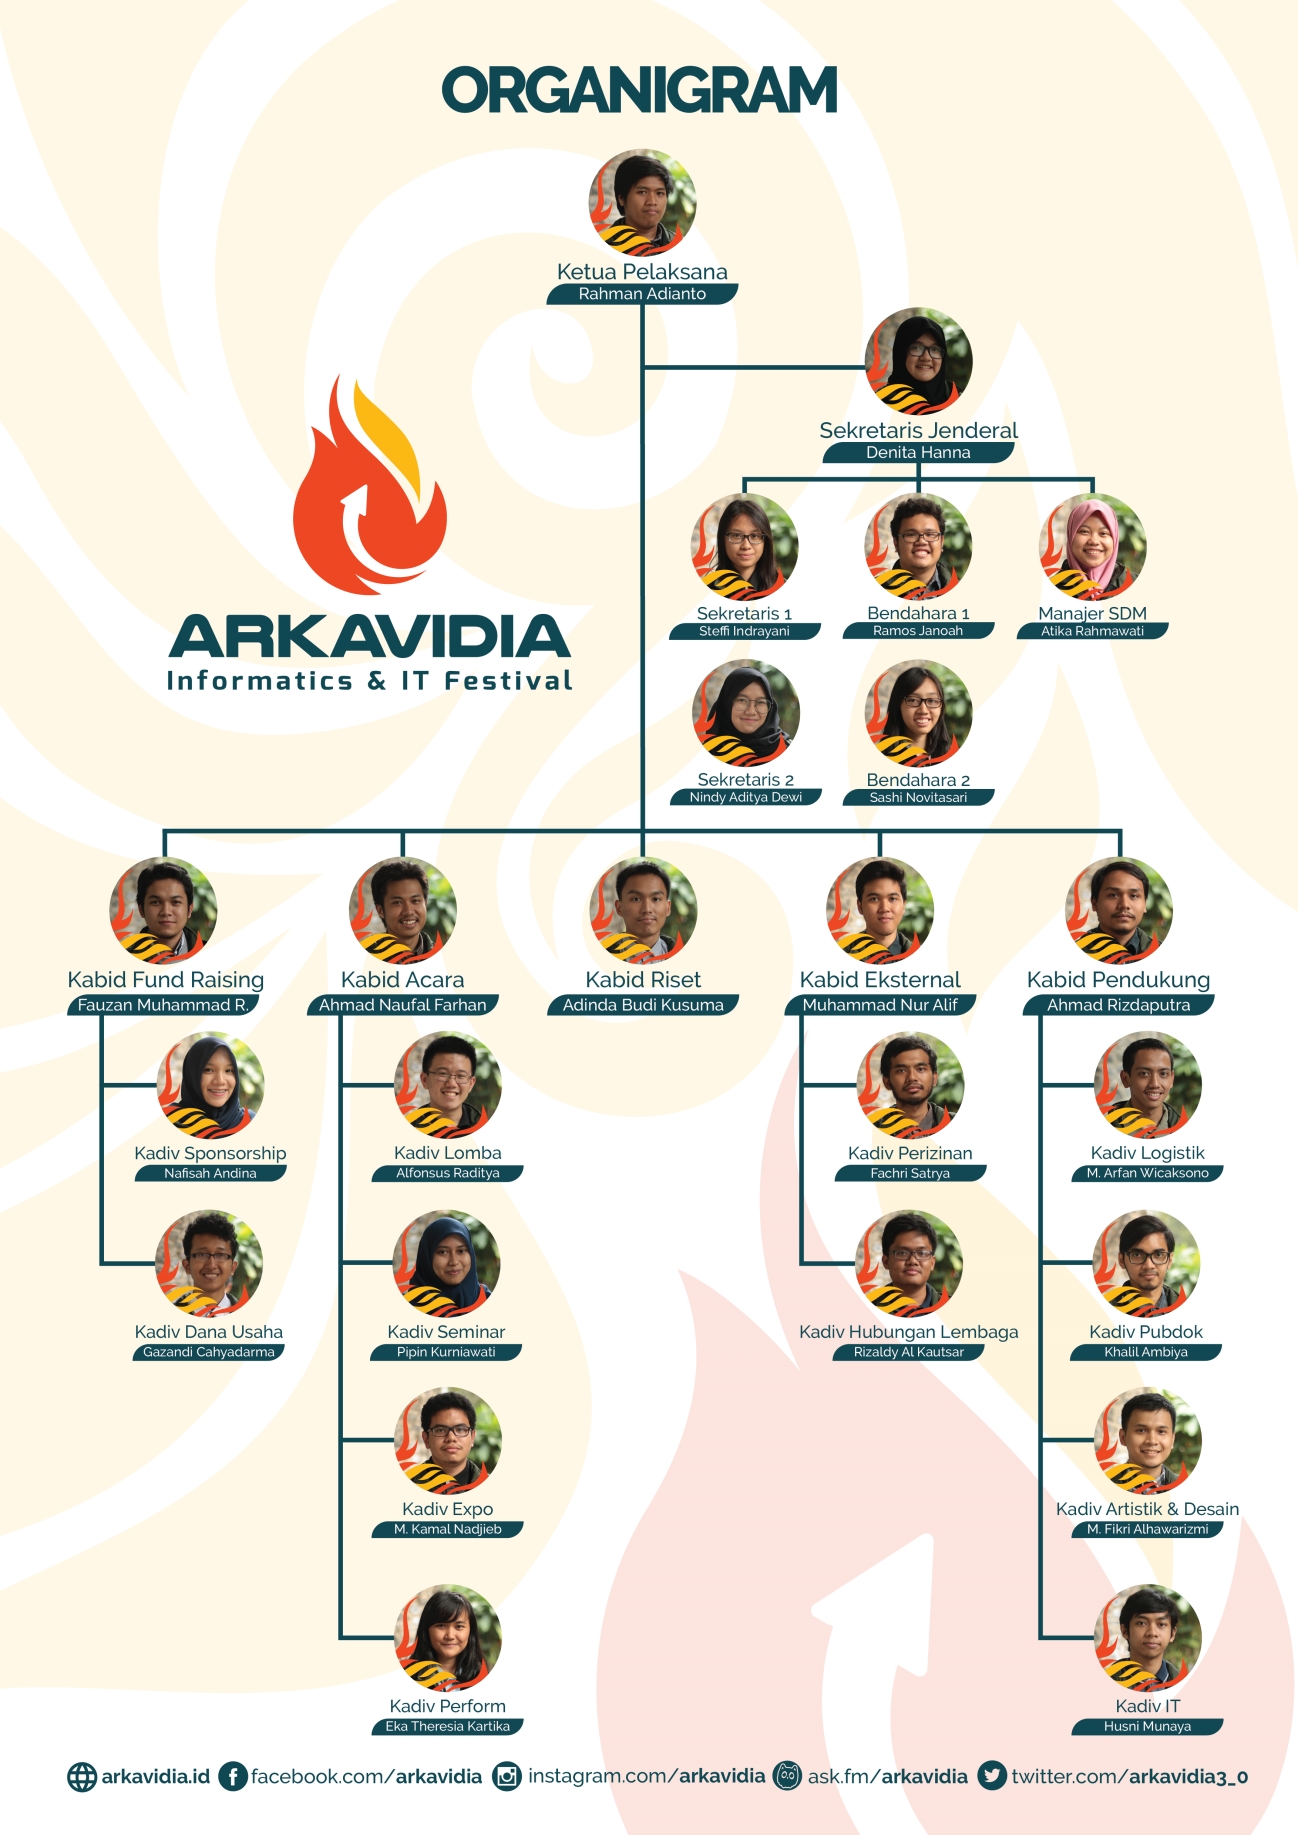 ORGANIGRAM
Ketua Pelaksana
Rahman Adianto
Sekretaris Jenderal
Denita Hanna
ARKAVIDIA
Informatics & IT Festival
Sekretaris 1
Steffi Indrayani
Bendahara 1
Ramos Janoah
Manajer SDM
Atika Rahmawati
Sekretaris 2
Nindy Aditya Dewi
Bendahara 2
Sashi Novitasari
Kabid Fund Raising
Fauzan Muhammad R.
Kabid Acara
Ahmad Naufal Farhan
Kabid Riset
Adinda Budi Kusuma
Kabid Eksternal
Muhammad Nur Alif
Kabid Pendukung
Ahmad Rizdaputra
Kadiv Sponsorship
Nafisah Andina
Kadiv Lomba
Alfonsus Raditya
Kadiv Perizinan
Fachri Satrya
Kadiv Logistik
M. Arfan Wicaksono
Kadiv Dana Usaha
Gazandi Cahyadarma
Kadiv Seminar
Pipin Kurniawati
Kadiv Hubungan Lembaga
Rizaldy Al Kautsar
Kadiv Pubdok
Khalil Ambiya
Kadiv Expo
M. Kamal Nadjieb
Kadiv Artistik & Desain
M. Fikri Alhawarizmi
Kadiv Perform
Eka Theresia Kartika
Kadiv IT
Husni Munaya
arkavidia.id facebook.com/arkavidia instagram.com/arkavidia ask.fm/arkavidia twitter.com/arkavidia3_0